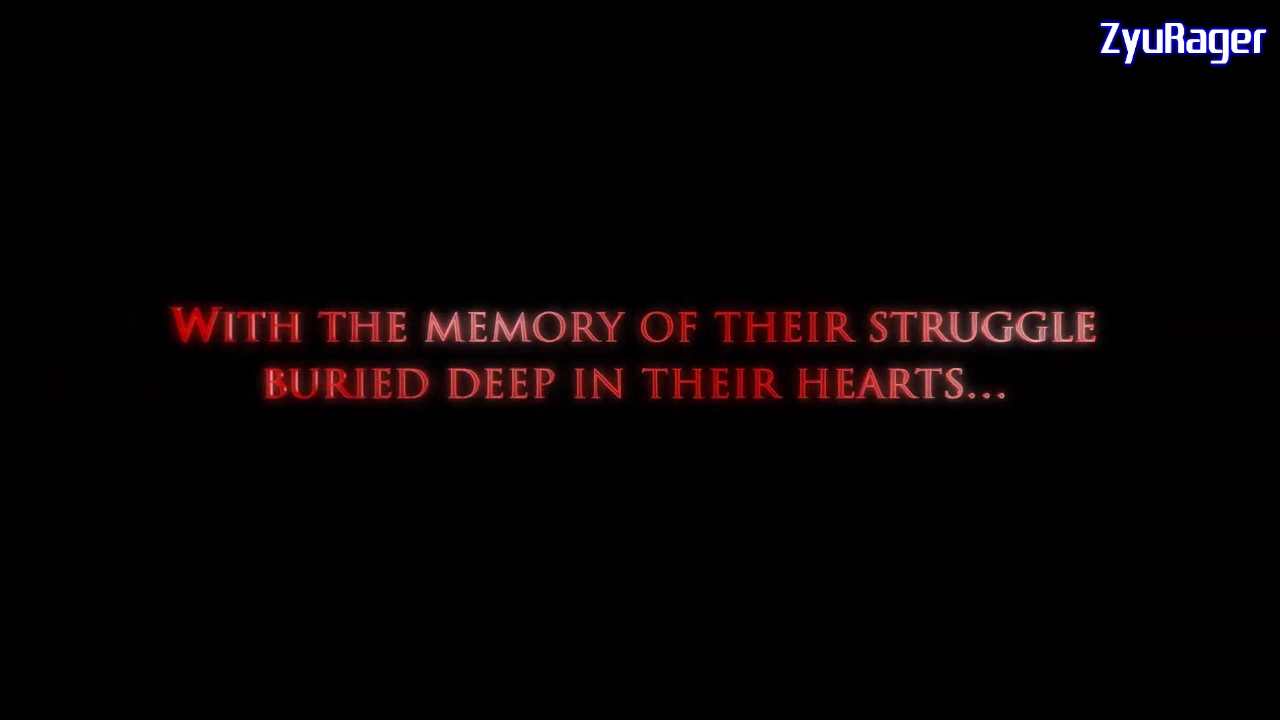 ZyuRager
With the memory of their struggle
buried deep in their hearts...